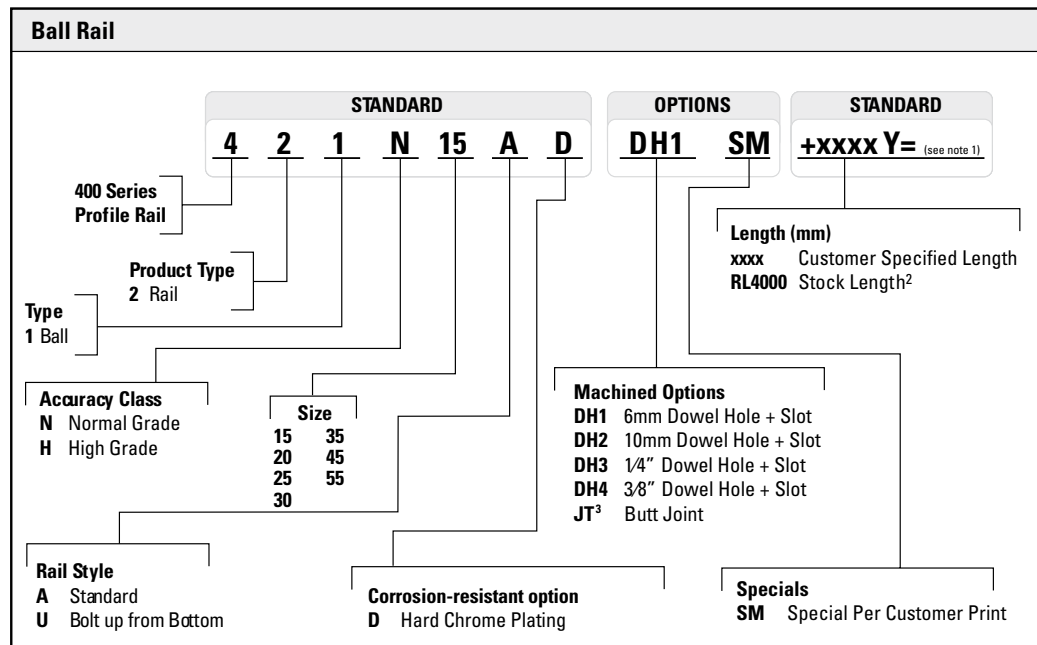 Ball Rail
STANDARD OPTIONS STANDARD
4 2 1 N 15 A D DH1 SM +xxxx Y= (see note 1)
400 Series
Profile Rail
Product Type
2 Rail
Type
1 Ball
Length (mm)
xxxx Customer Specified Length
RL4000 Stock Length²
Accuracy Class
N Normal Grade
H High Grade
Size
15 35
20 45
25 55
30
Machined Options
DH1 6mm Dowel Hole + Slot
DH2 10mm Dowel Hole + Slot
DH3 1⁄4” Dowel Hole + Slot
DH4 3⁄8” Dowel Hole + Slot
JT³ Butt Joint
Rail Style
A Standard
U Bolt up from Bottom
Corrosion-resistant option
D Hard Chrome Plating
Specials
SM Special Per Customer Print